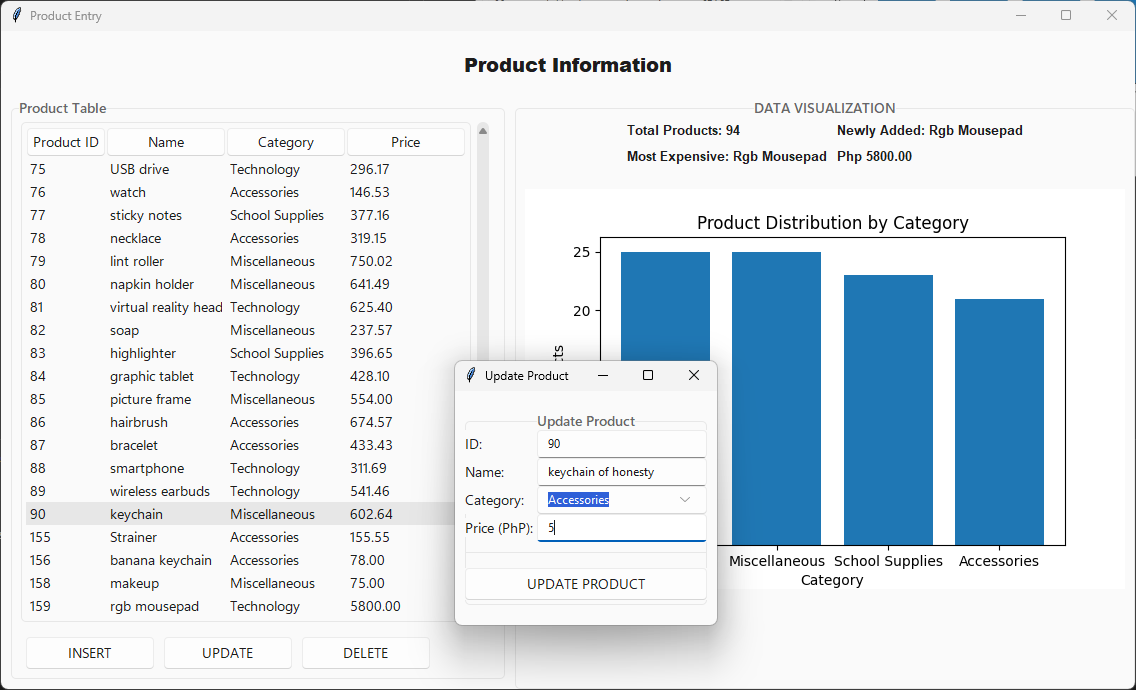 Product Entry
Product Information
Product Table
Product ID Name Category Price
75 USB drive Technology 296.17
76 watch Accessories 146.53
77 sticky notes School Supplies 377.16
78 necklace Accessories 319.15
79 lint roller Miscellaneous 750.02
80 napkin holder Miscellaneous 641.49
81 virtual reality head Technology 625.40
82 soap Miscellaneous 237.57
83 highlighter School Supplies 396.65
84 graphic tablet Technology 428.10
85 picture frame Miscellaneous 554.00
86 hairbrush Accessories 674.57
87 bracelet Accessories 433.43
88 smartphone Technology 311.69
89 wireless earbuds Technology 541.46
90 keychain Miscellaneous 602.64
155 Strainer Accessories 155.55
156 banana keychain Accessories 78.00
158 makeup Miscellaneous 75.00
159 rgb mousepad Technology 5800.00
INSERT UPDATE DELETE
DATA VISUALIZATION
Total Products: 94 Newly Added: Rgb Mousepad
Most Expensive: Rgb Mousepad Php 5800.00
Product Distribution by Category
25
20
Miscellaneous School Supplies Accessories
Category
Update Product
Update Product
ID: 90
Name: keychain of honesty
Category: Accessories
Price (PhP): 5
UPDATE PRODUCT